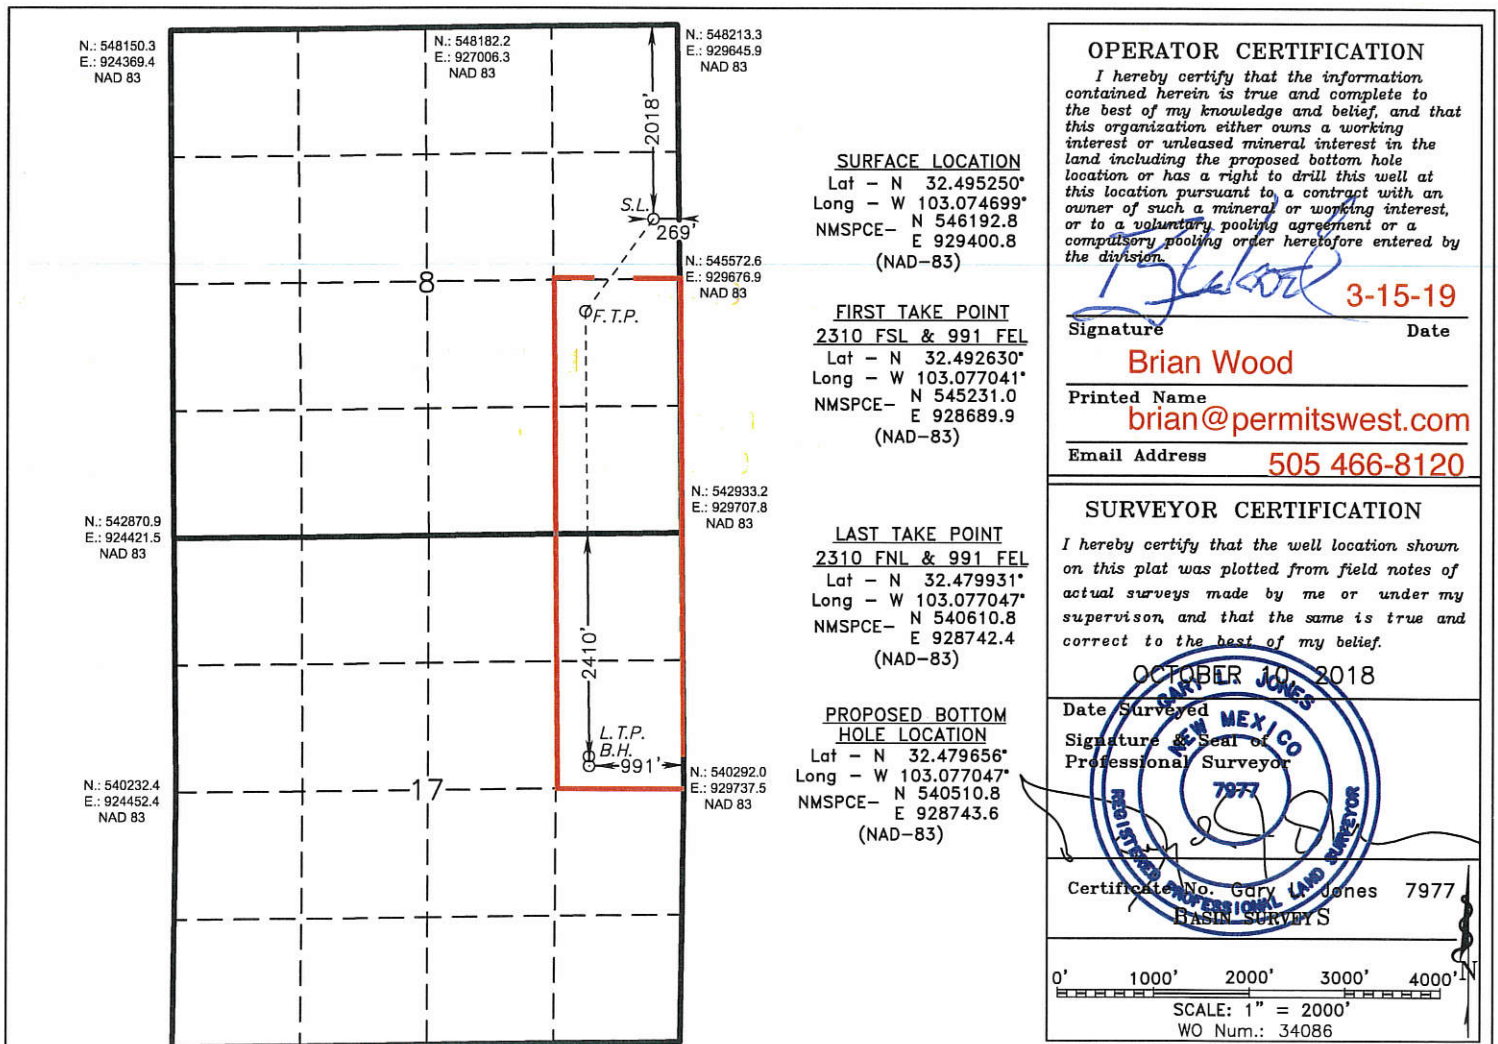 N.: 548150.3
E.: 924369.4
NAD 83
N.: 548182.2
E.: 927006.3
NAD 83
N.: 548213.3
E.: 929645.9
NAD 83
2018'
S.L.
269'
N.: 545572.6
E.: 929676.9
NAD 83
8
F.T.P.
N.: 542870.9
E.: 924421.5
NAD 83
N.: 542933.2
E.: 929707.8
NAD 83
2410'
L.T.P.
B.H.
991'
N.: 540232.4
E.: 924452.4
NAD 83
17
N.: 540292.0
E.: 929737.5
NAD 83
SURFACE LOCATION
Lat - N 32.495250°
Long - W 103.074699°
NMSPCE- N 546192.8
E 929400.8
(NAD-83)
FIRST TAKE POINT
2310 FSL & 991 FEL
Lat - N 32.492630°
Long - W 103.077041°
NMSPCE- N 545231.0
E 928689.9
(NAD-83)
LAST TAKE POINT
2310 FNL & 991 FEL
Lat - N 32.479931°
Long - W 103.077047°
NMSPCE- N 540610.8
E 928742.4
(NAD-83)
PROPOSED BOTTOM
HOLE LOCATION
Lat - N 32.479656°
Long - W 103.077047°
NMSPCE- N 540510.8
E 928743.6
(NAD-83)
OPERATOR CERTIFICATION
I hereby certify that the information
contained herein is true and complete to
the best of my knowledge and belief, and that
this organization either owns a working
interest or unleased mineral interest in the
land including the proposed bottom hole
location or has a right to drill this well at
this location pursuant to a contract with an
owner of such a mineral or working interest,
or to a voluntary pooling agreement or a
compulsory pooling order heretofore entered by
the division.
3-15-19
Signature Date
Brian Wood
Printed Name
brian@permitswest.com
Email Address
505 466-8120
SURVEYOR CERTIFICATION
I hereby certify that the well location shown
on this plat was plotted from field notes of
actual surveys made by me or under my
supervison, and that the same is true and
correct to the best of my belief.
OCTOBER 10, 2018
Date Surveyed
Signature & Seal of
Professional Surveyor
GARY L. JONES
NEW MEXICO
7977
REGISTERED PROFESSIONAL LAND SURVEYOR
Certificate No. Gary L. Jones 7977
BASIN SURVEYS
0' 1000' 2000' 3000' 4000'
N
SCALE: 1" = 2000'
WO Num.: 34086